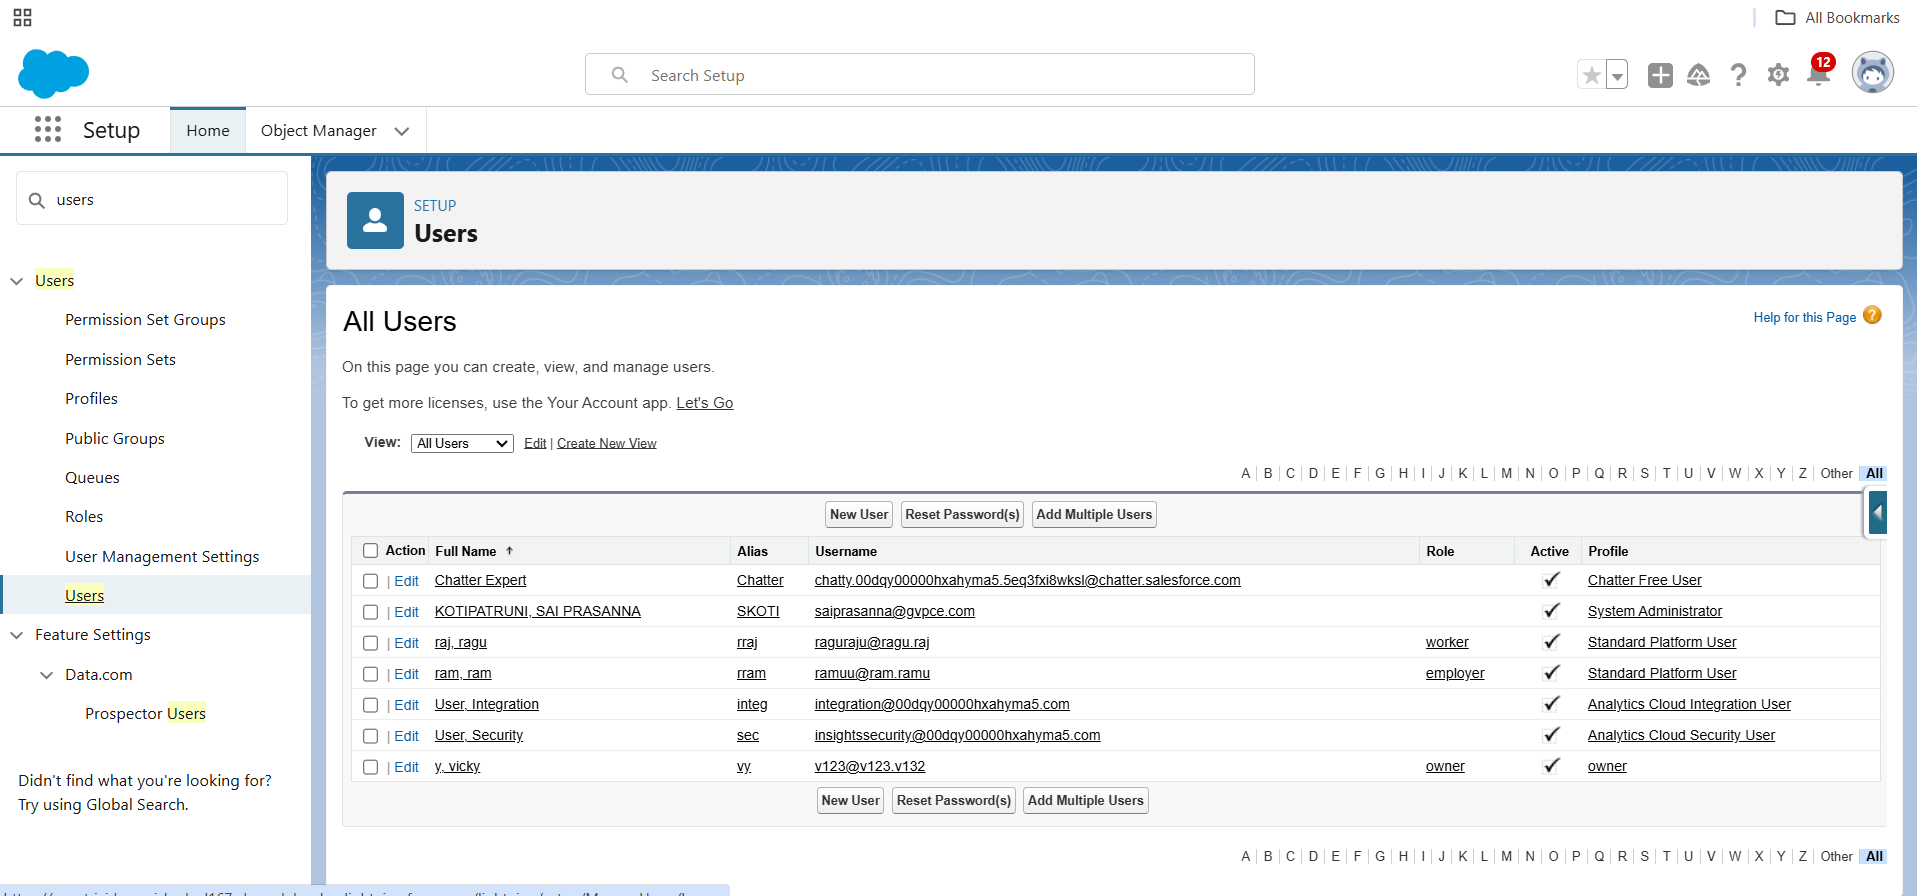 All Bookmarks
Search Setup
12
Setup
Home
Object Manager
users
Users
Permission Set Groups
Permission Sets
Profiles
Public Groups
Queues
Roles
User Management Settings
Users
Feature Settings
Data.com
Prospector Users
Didn't find what you're looking for?
Try using Global Search.
SETUP
Users
All Users
Help for this Page ?
On this page you can create, view, and manage users.
To get more licenses, use the Your Account app. Let's Go
View: All Users Edit | Create New View
A | B | C | D | E | F | G | H | I | J | K | L | M | N | O | P | Q | R | S | T | U | V | W | X | Y | Z | Other All
New User Reset Password(s) Add Multiple Users
Action Full Name ↑ Alias Username Role Active Profile
| Edit Chatter Expert Chatter chatty.00dqy00000hxahyma5.5eq3fxi8wksl@chatter.salesforce.com ✓ Chatter Free User
| Edit KOTIPATRUNI, SAI PRASANNA SKOTI saiprasanna@gvpce.com ✓ System Administrator
| Edit raj, ragu rraj raguraju@ragu.raj worker ✓ Standard Platform User
| Edit ram, ram rram ramuu@ram.ramu employer ✓ Standard Platform User
| Edit User, Integration integ integration@00dqy00000hxahyma5.com ✓ Analytics Cloud Integration User
| Edit User, Security sec insightssecurity@00dqy00000hxahyma5.com ✓ Analytics Cloud Security User
| Edit y, vicky vy v123@v123.v132 owner ✓ owner
New User Reset Password(s) Add Multiple Users
A | B | C | D | E | F | G | H | I | J | K | L | M | N | O | P | Q | R | S | T | U | V | W | X | Y | Z | Other All